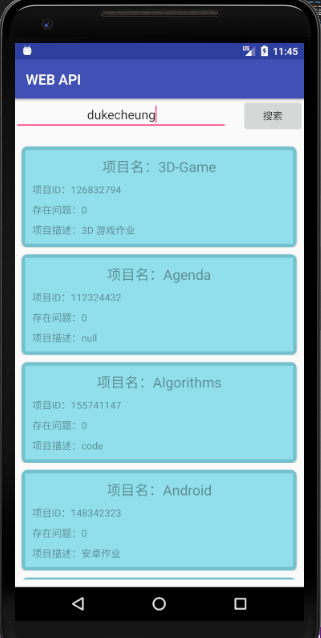 11:45
WEB API
dukecheung
搜索
项目名：3D-Game
项目ID：126832794
存在问题：0
项目描述：3D 游戏作业
项目名：Agenda
项目ID：112324432
存在问题：0
项目描述：null
项目名：Algorithms
项目ID：155741147
存在问题：0
项目描述：code
项目名：Android
项目ID：148342323
存在问题：0
项目描述：安卓作业